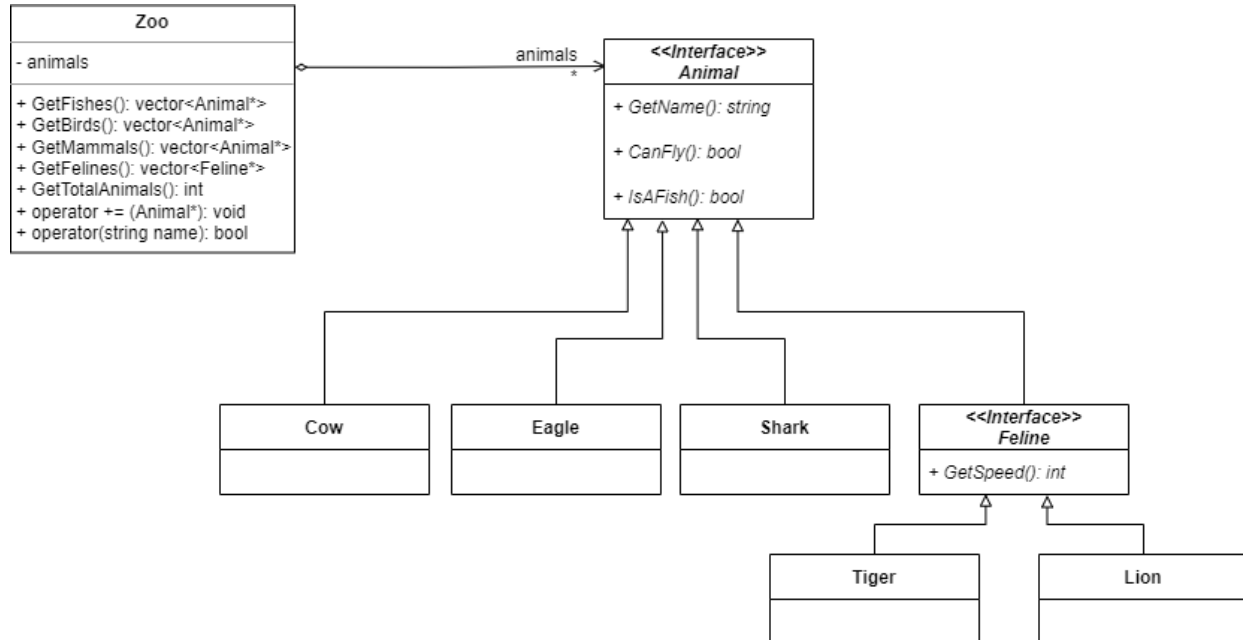 Zoo
- animals
+ GetFishes(): vector<Animal*>
+ GetBirds(): vector<Animal*>
+ GetMammals(): vector<Animal*>
+ GetFelines(): vector<Feline*>
+ GetTotalAnimals(): int
+ operator += (Animal*): void
+ operator(string name): bool
animals
*
<<Interface>>
Animal
+ GetName(): string
+ CanFly(): bool
+ IsAFish(): bool
Cow
Eagle
Shark
<<Interface>>
Feline
+ GetSpeed(): int
Tiger
Lion